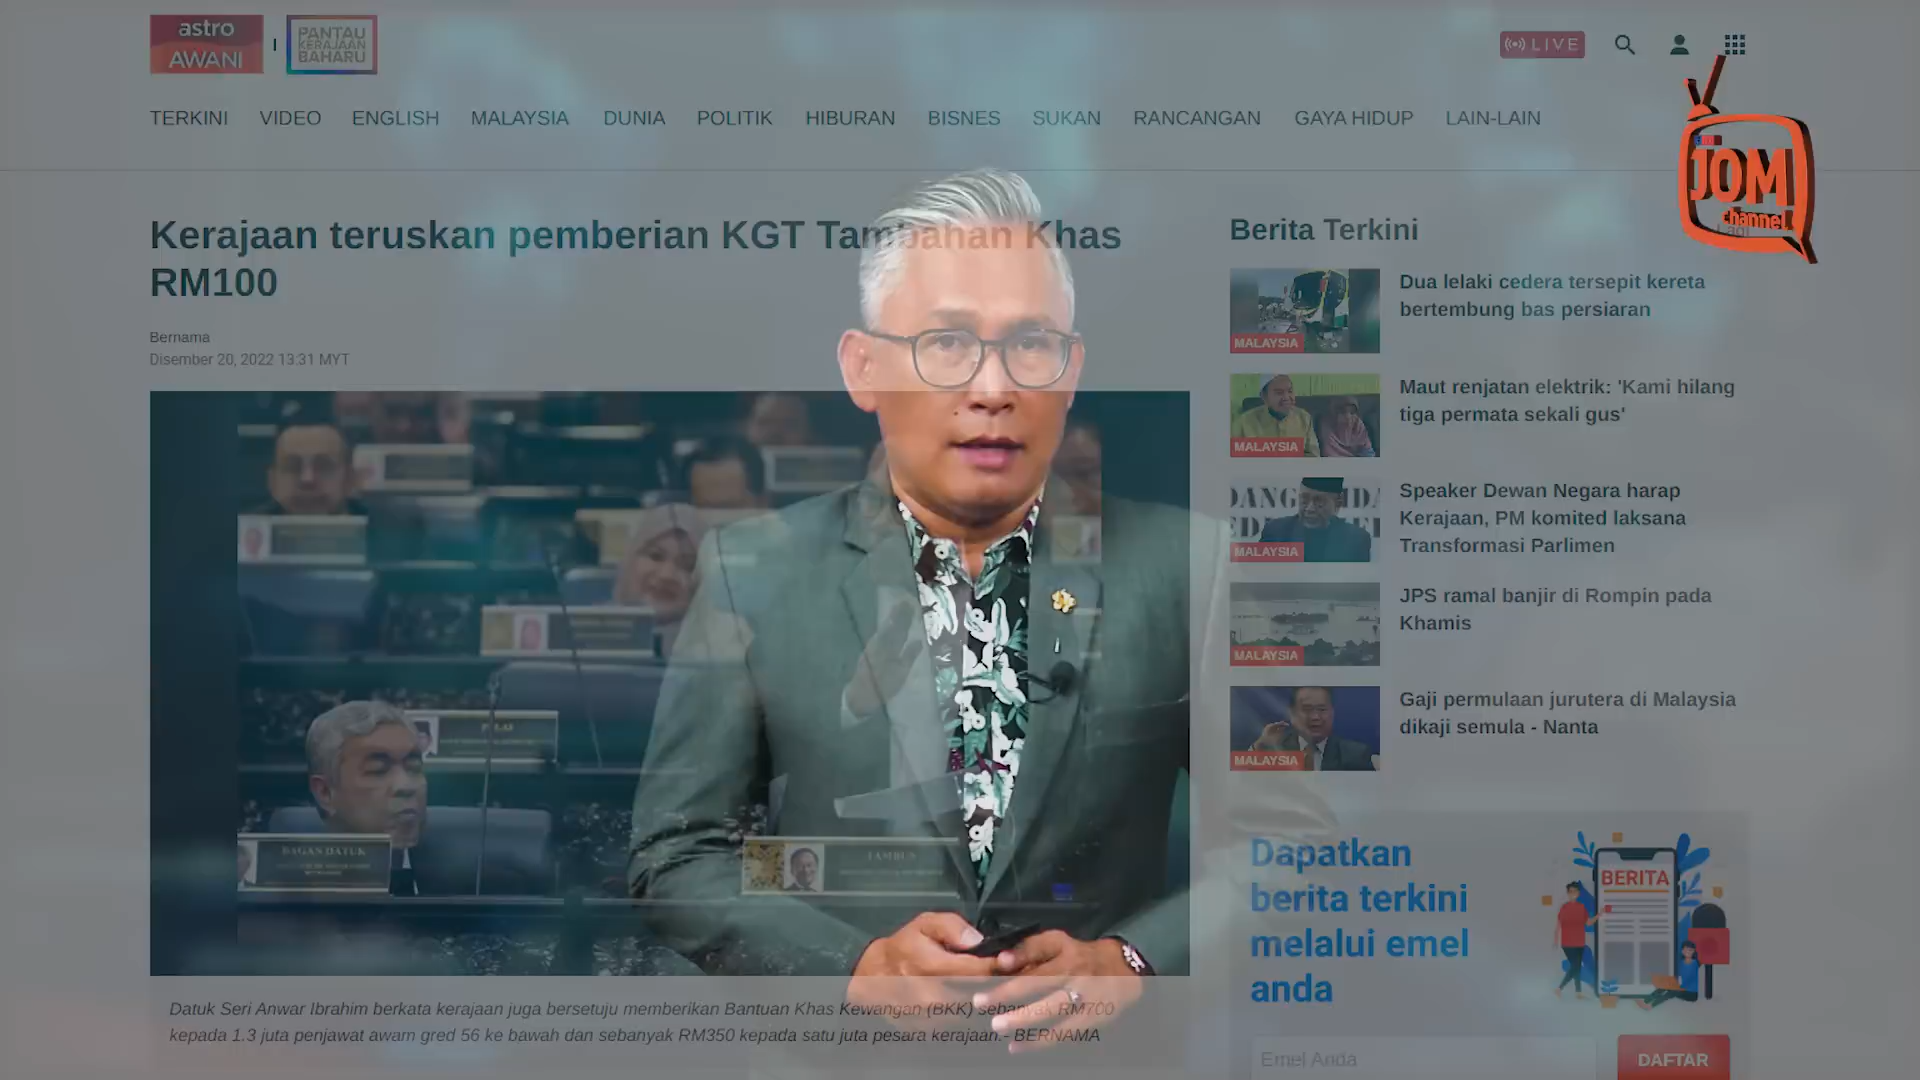 astro
AWANI
PANTAU
KERAJAAN
BAHARU
LIVE
TERKINI VIDEO ENGLISH MALAYSIA DUNIA POLITIK HIBURAN BISNES SUKAN RANCANGAN GAYA HIDUP LAIN-LAIN
JOM
channel
Kerajaan teruskan pemberian KGT Tambahan Khas
RM100
Bernama
Disember 20, 2022 13:31 MYT
BAGAN DATUK
TAMBUN
Datuk Seri Anwar Ibrahim berkata kerajaan juga bersetuju memberikan Bantuan Khas Kewangan (BKK) sebanyak RM700
kepada 1.3 juta penjawat awam gred 56 ke bawah dan sebanyak RM350 kepada satu juta pesara kerajaan.- BERNAMA
Berita Terkini
Lagi
Dua lelaki cedera tersepit kereta
bertembung bas persiaran
MALAYSIA
Maut renjatan elektrik: 'Kami hilang
tiga permata sekali gus'
MALAYSIA
Speaker Dewan Negara harap
Kerajaan, PM komited laksana
Transformasi Parlimen
MALAYSIA
JPS ramal banjir di Rompin pada
Khamis
MALAYSIA
Gaji permulaan jurutera di Malaysia
dikaji semula - Nanta
MALAYSIA
Dapatkan
berita terkini
melalui emel
anda
BERITA
Emel Anda
DAFTAR